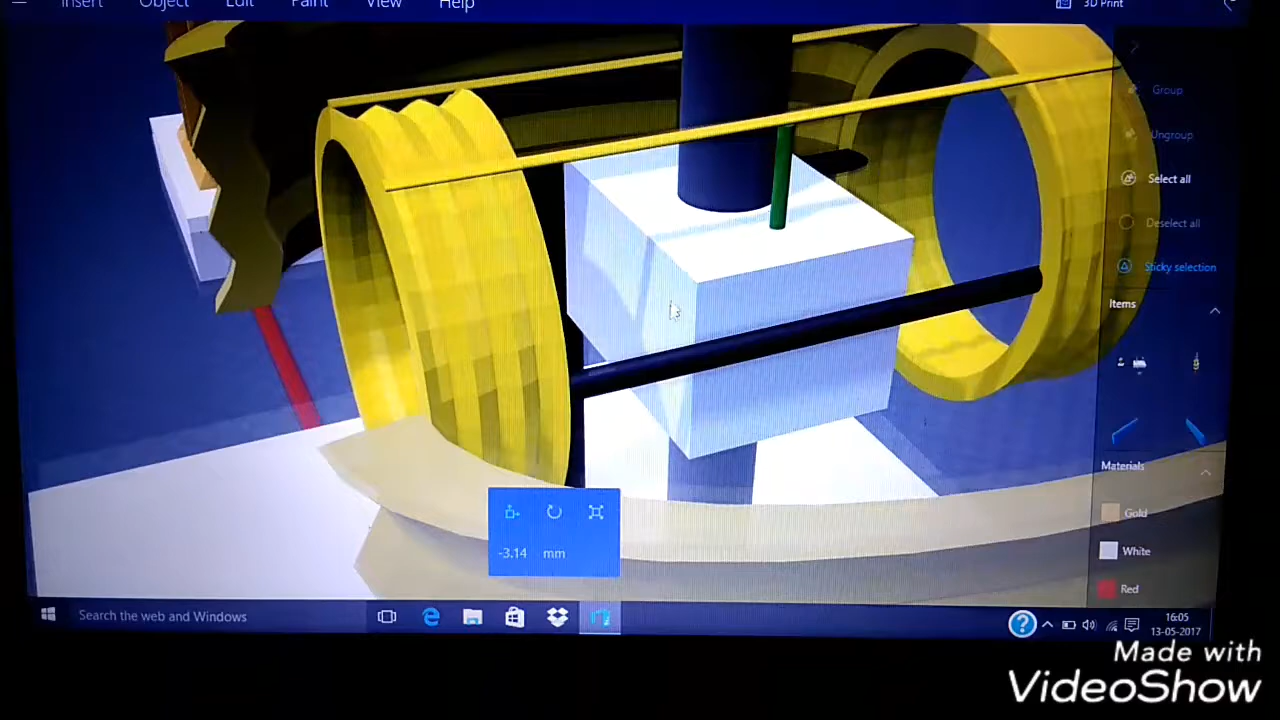 Insert Object Edit Paint View Help
3D Print
Group
Ungroup
Select all
Deselect all
Sticky selection
Items
Materials
Gold
White
Red
-3.14 mm
Search the web and Windows
16:05
13-05-2017
Made with
VideoShow